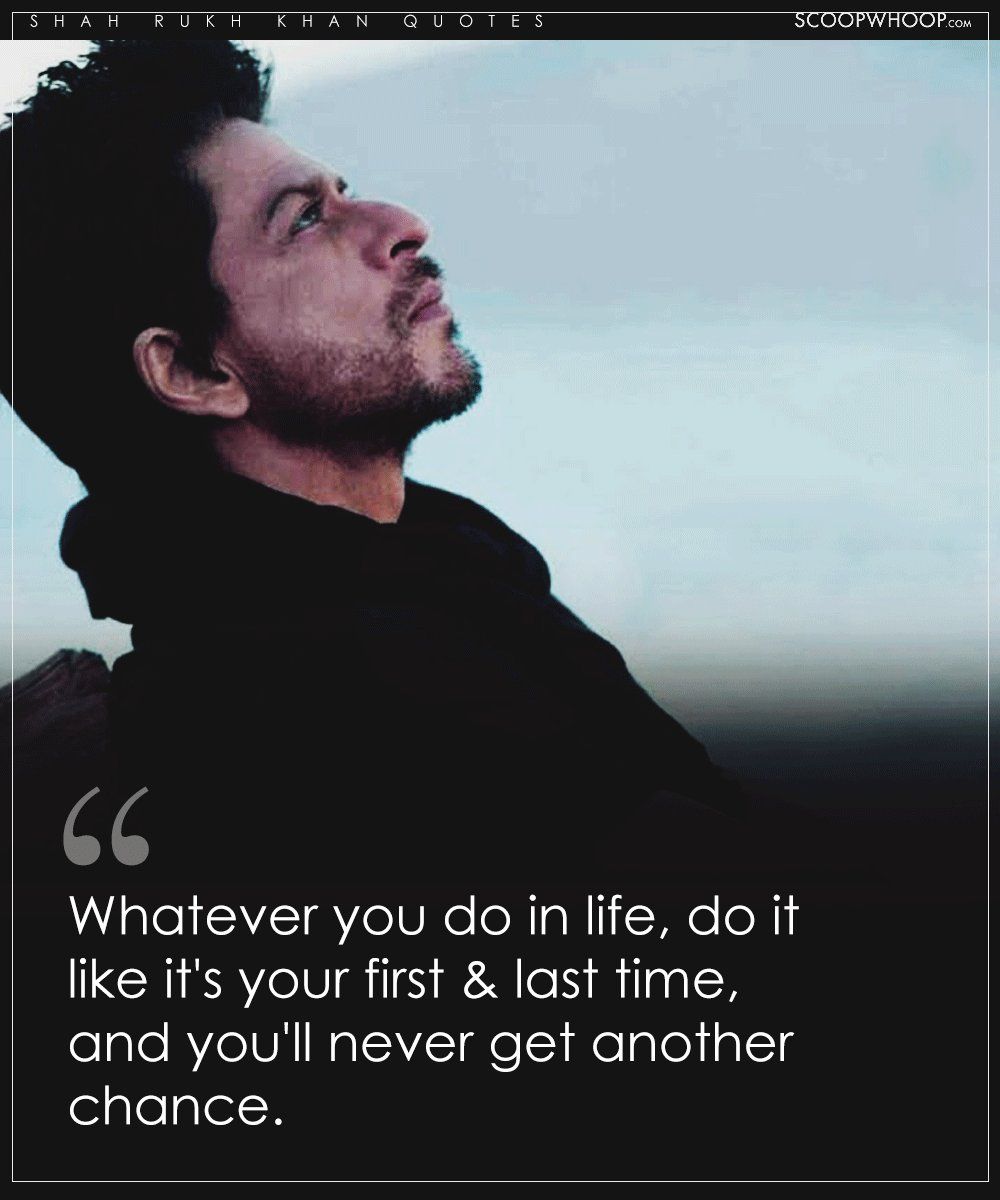 SHAH RUKH KHAN QUOTES
SCOOPWHOOP.COM
“
Whatever you do in life, do it
like it's your first & last time,
and you'll never get another
chance.